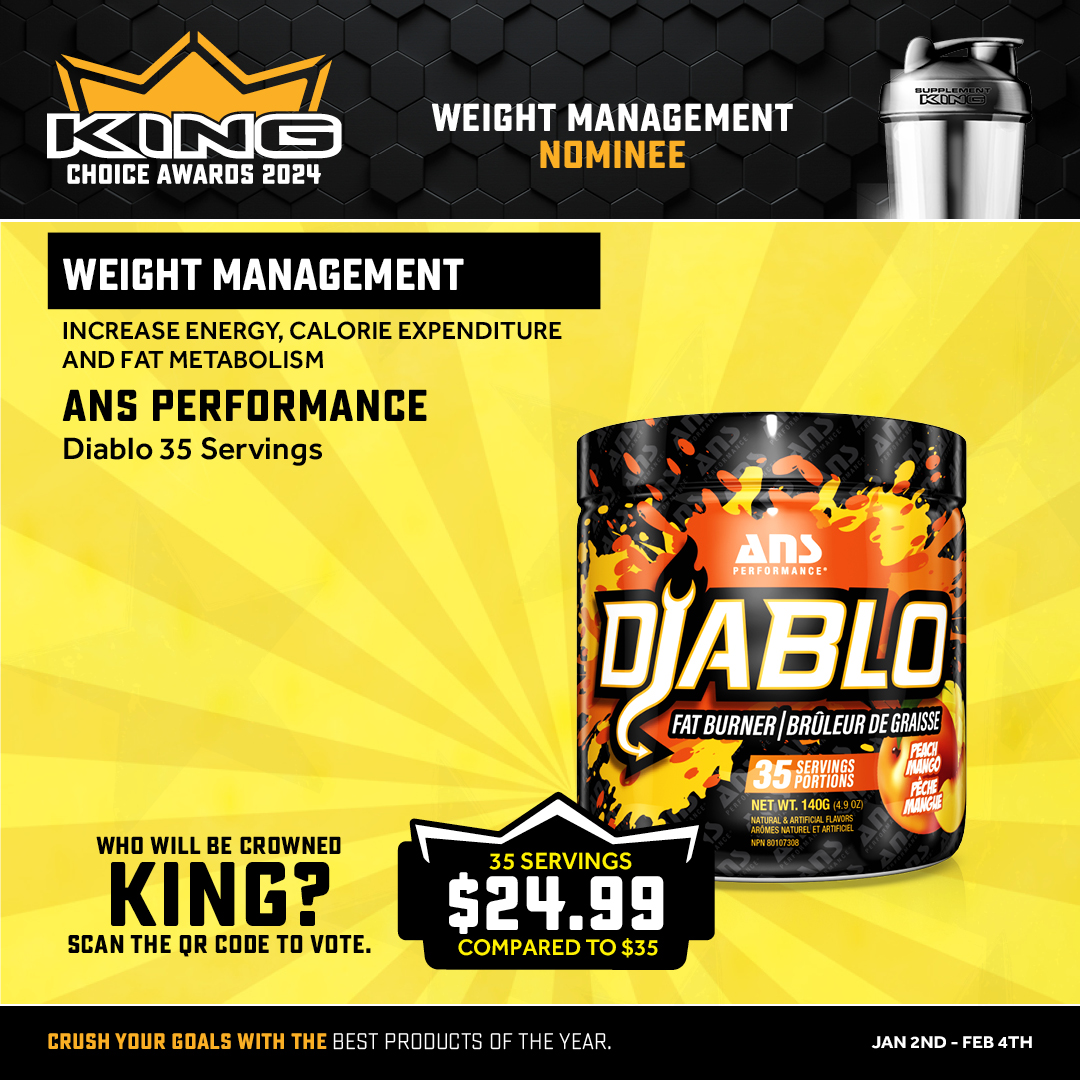 KING
CHOICE AWARDS 2024
WEIGHT MANAGEMENT
NOMINEE
SUPPLEMENT
KING
WEIGHT MANAGEMENT
INCREASE ENERGY, CALORIE EXPENDITURE
AND FAT METABOLISM
ANS PERFORMANCE
Diablo 35 Servings
ANS
PERFORMANCE®
DIABLO
FAT BURNER | BRÛLEUR DE GRAISSE
35 SERVINGS
PORTIONS
PEACH
MANGO
PÊCHE
MANGUE
NET WT. 140G (4.9 OZ)
NATURAL & ARTIFICIAL FLAVORS
ARÔMES NATUREL ET ARTIFICIEL
NPN 80107308
WHO WILL BE CROWNED
KING?
SCAN THE QR CODE TO VOTE.
35 SERVINGS
$24.99
COMPARED TO $35
CRUSH YOUR GOALS WITH THE BEST PRODUCTS OF THE YEAR.
JAN 2ND - FEB 4TH